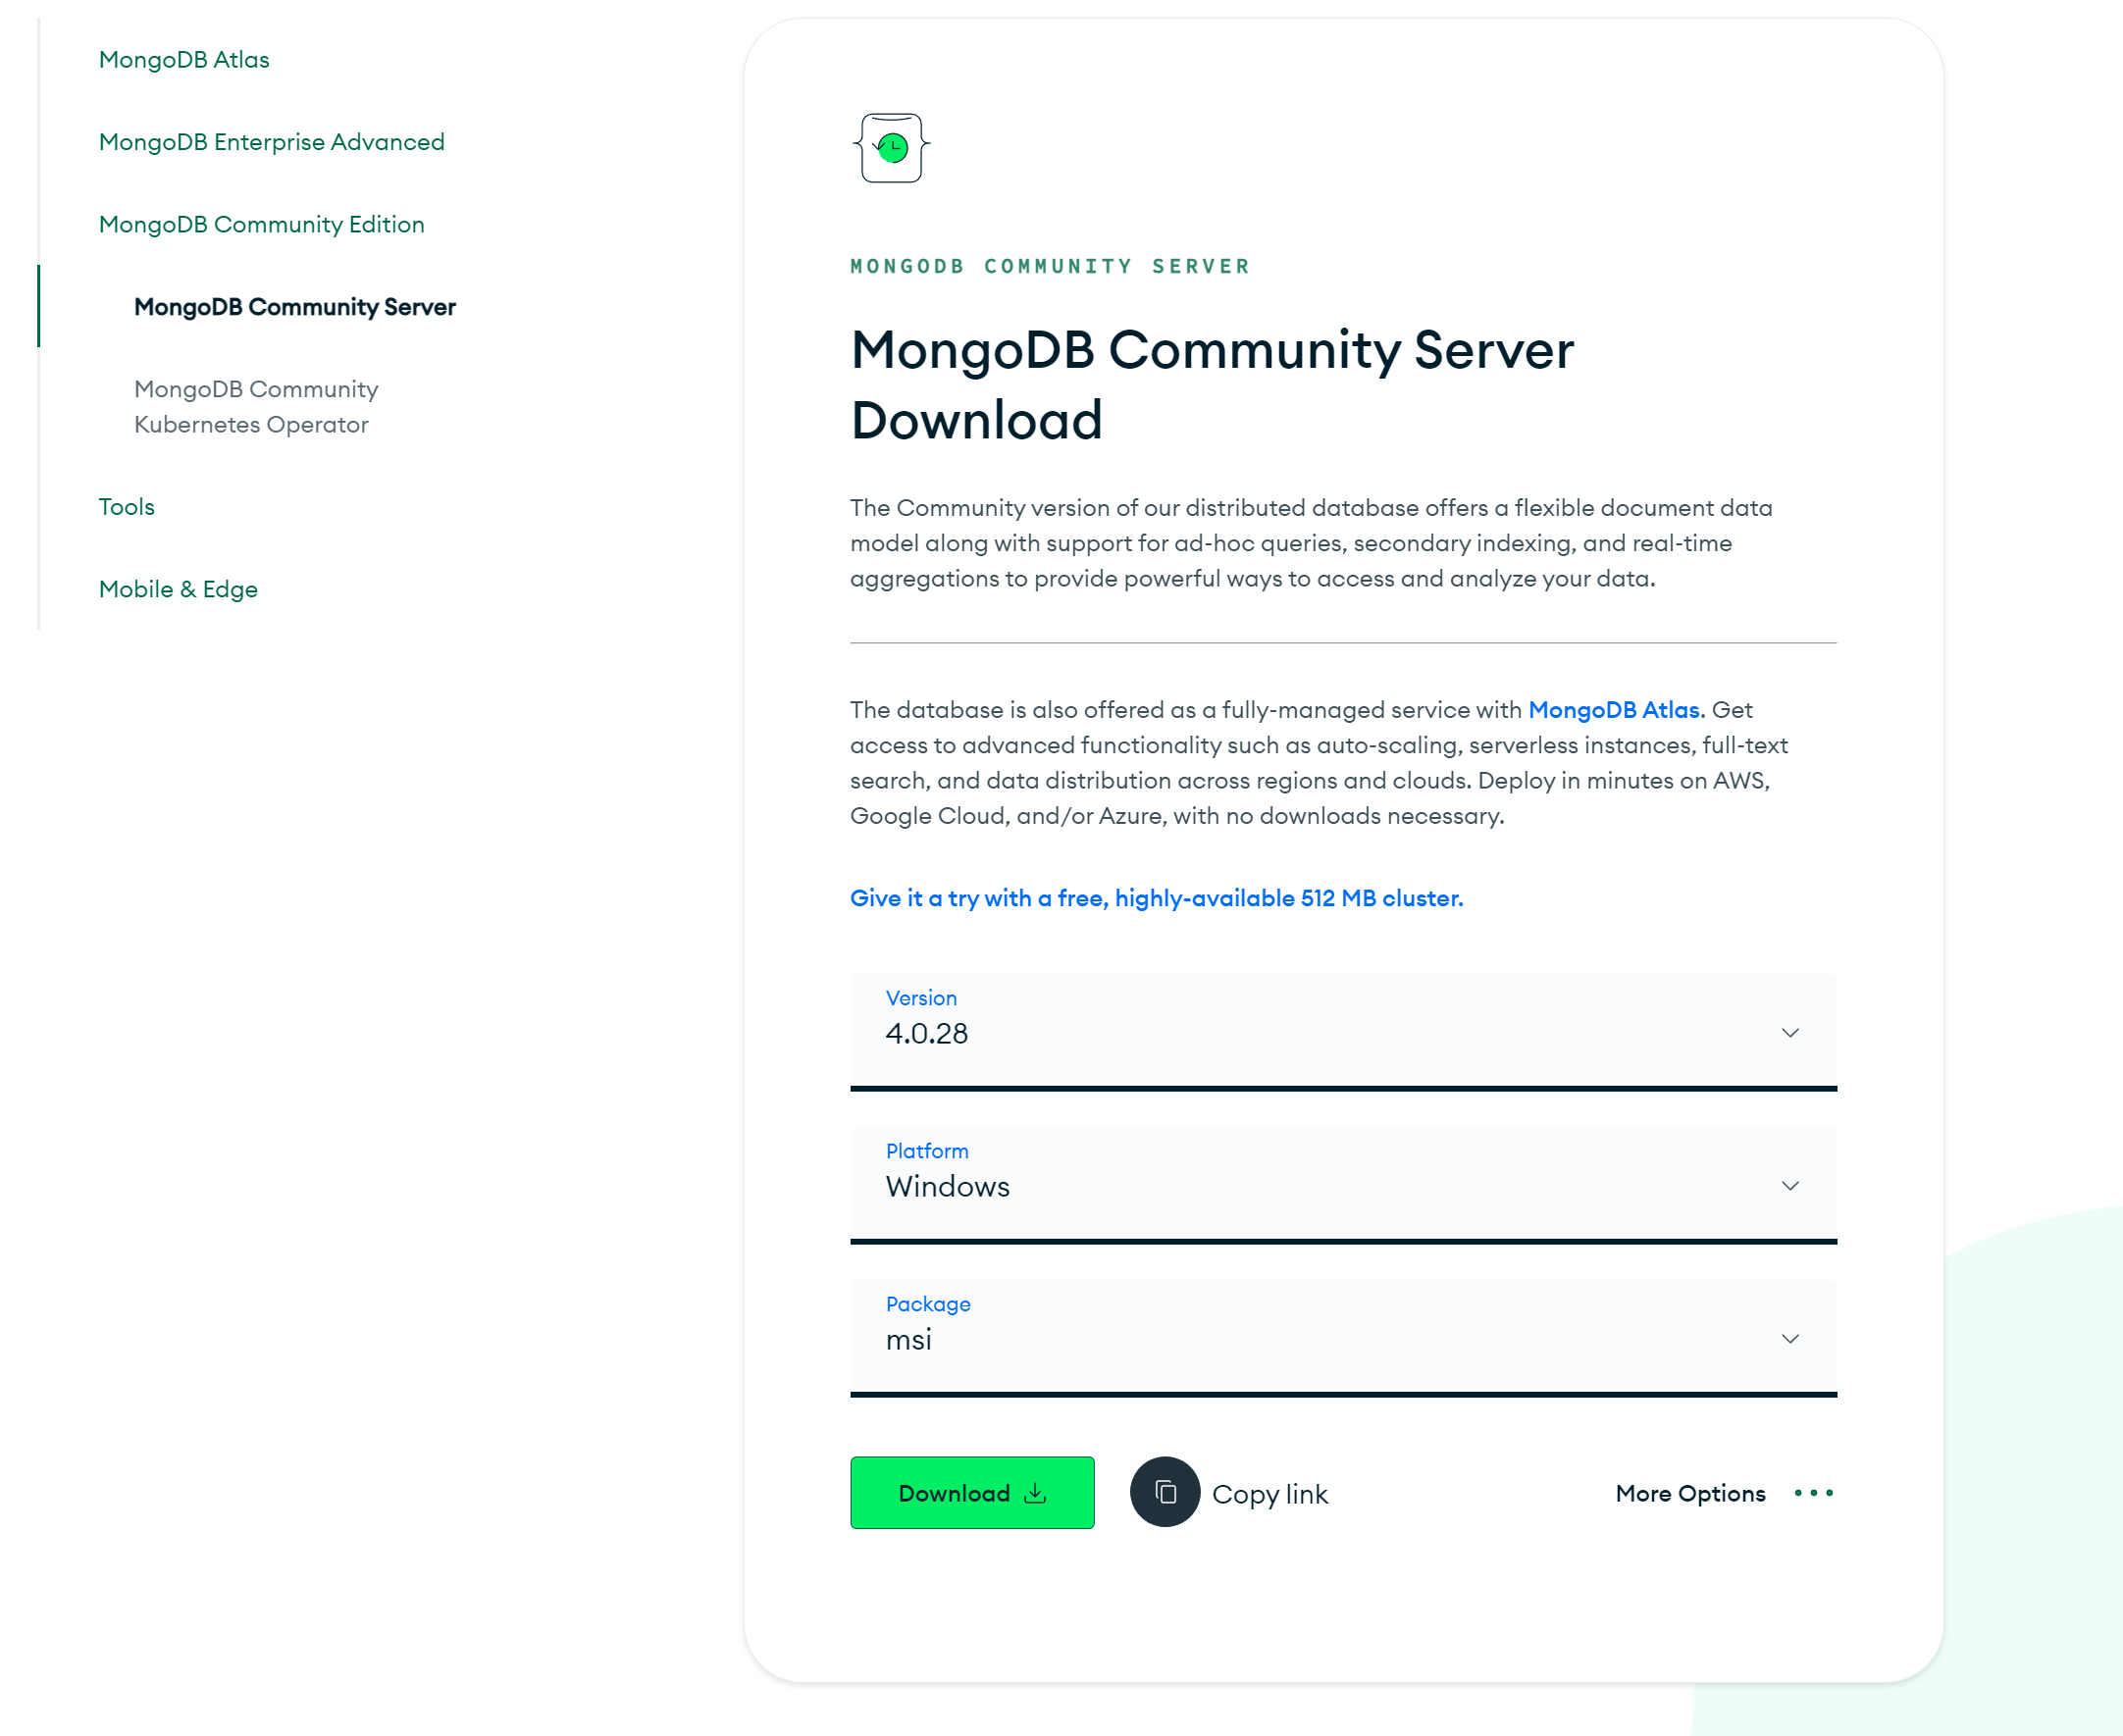 MongoDB Atlas
MongoDB Enterprise Advanced
MongoDB Community Edition
MongoDB Community Server
MongoDB Community
Kubernetes Operator
Tools
Mobile & Edge
MONGODB COMMUNITY SERVER
MongoDB Community Server
Download
The Community version of our distributed database offers a flexible document data
model along with support for ad-hoc queries, secondary indexing, and real-time
aggregations to provide powerful ways to access and analyze your data.
The database is also offered as a fully-managed service with MongoDB Atlas. Get
access to advanced functionality such as auto-scaling, serverless instances, full-text
search, and data distribution across regions and clouds. Deploy in minutes on AWS,
Google Cloud, and/or Azure, with no downloads necessary.
Give it a try with a free, highly-available 512 MB cluster.
Version
4.0.28
Platform
Windows
Package
msi
Download Copy link More Options